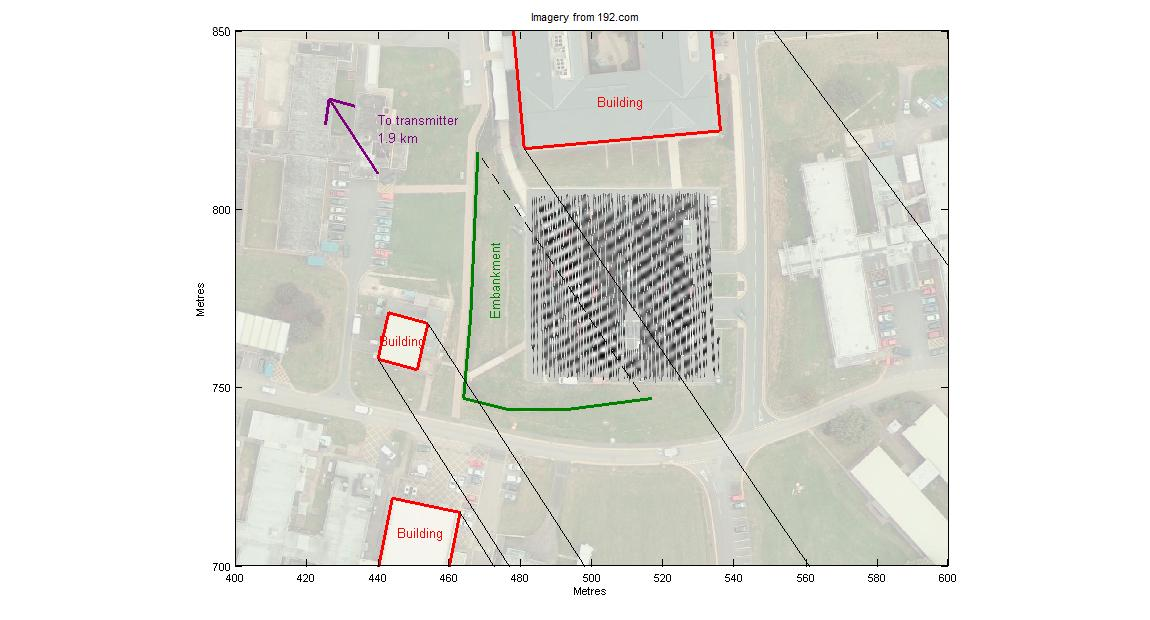 Imagery from 192.com
850
800
750
700
Metres
Building
To transmitter
1.9 km
Embankment
Building
Building
400
420
440
460
480
500
520
540
560
580
600
Metres